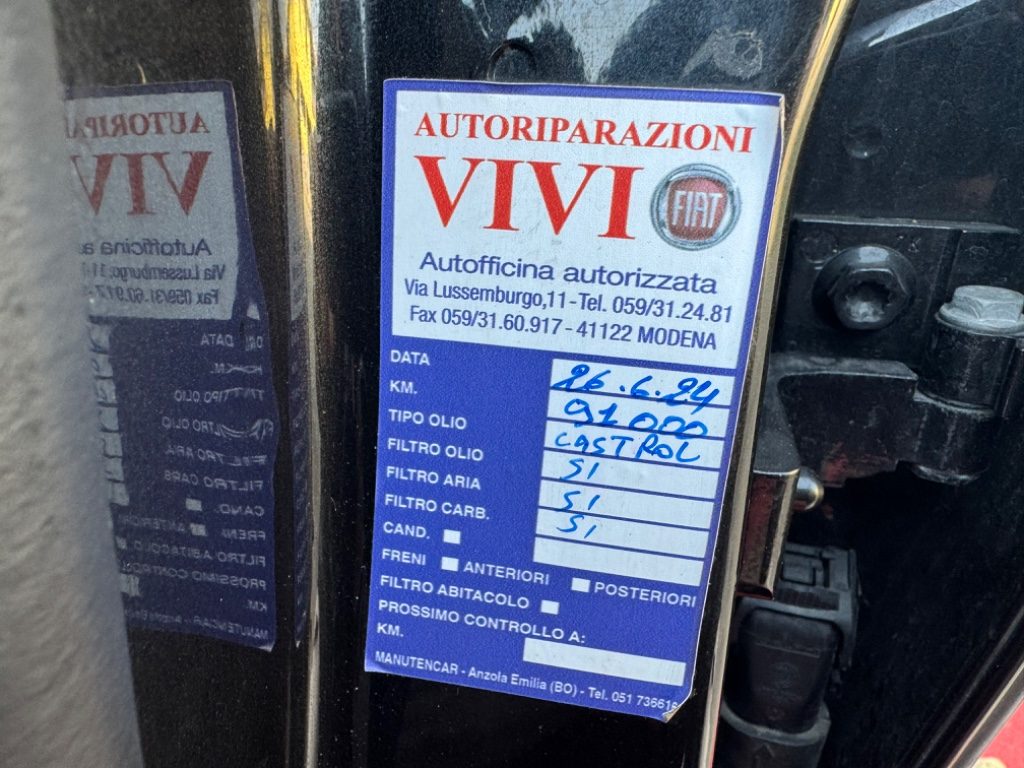 AUTORIPARAZIONI
VIVI FIAT
Autofficina autorizzata
Via Lussemburgo,11-Tel. 059/31.24.81
Fax 059/31.60.917 - 41122 MODENA
DATA 26.6.24
KM. 91000
TIPO OLIO CASTROL
FILTRO OLIO SI
FILTRO ARIA SI
FILTRO CARB. SI
CAND.
FRENI ANTERIORI POSTERIORI
FILTRO ABITACOLO
PROSSIMO CONTROLLO A:
KM.
MANUTENCAR - Anzola Emilia (BO) - Tel. 051 736616